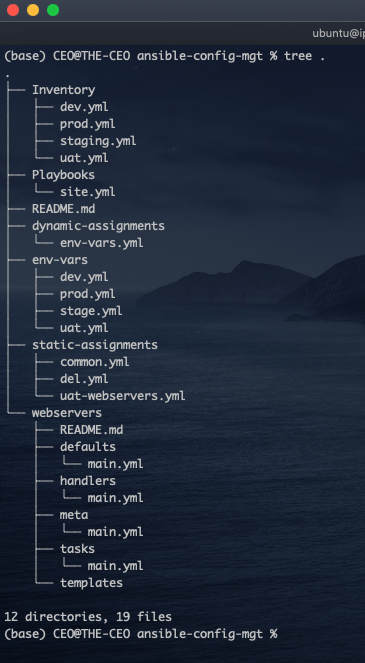 ubuntu@ip
(base) CEO@THE-CEO ansible-config-mgt % tree .
.
├── Inventory
│   ├── dev.yml
│   ├── prod.yml
│   ├── staging.yml
│   └── uat.yml
├── Playbooks
│   └── site.yml
├── README.md
├── dynamic-assignments
│   └── env-vars.yml
├── env-vars
│   ├── dev.yml
│   ├── prod.yml
│   ├── stage.yml
│   └── uat.yml
├── static-assignments
│   ├── common.yml
│   ├── del.yml
│   └── uat-webservers.yml
└── webservers
    ├── README.md
    ├── defaults
    │   └── main.yml
    ├── handlers
    │   └── main.yml
    ├── meta
    │   └── main.yml
    ├── tasks
    │   └── main.yml
    └── templates

12 directories, 19 files
(base) CEO@THE-CEO ansible-config-mgt %